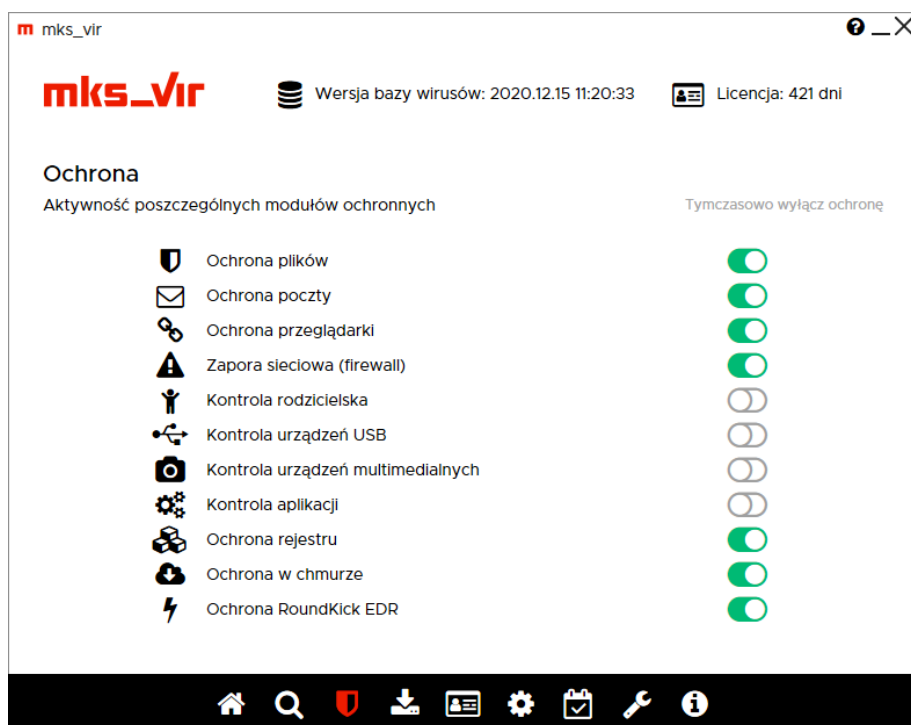 mks_vir
mks_vir
Wersja bazy wirusów: 2020.12.15 11:20:33
Licencja: 421 dni
Ochrona
Aktywność poszczególnych modułów ochronnych
Tymczasowo wyłącz ochronę
Ochrona plików
Ochrona poczty
Ochrona przeglądarki
Zapora sieciowa (firewall)
Kontrola rodzicielska
Kontrola urządzeń USB
Kontrola urządzeń multimedialnych
Kontrola aplikacji
Ochrona rejestru
Ochrona w chmurze
Ochrona RoundKick EDR